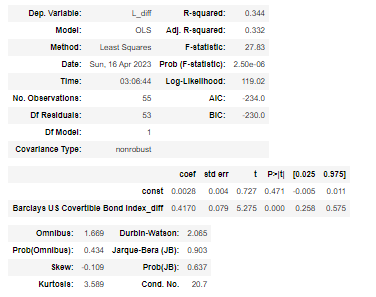 Dep. Variable: L_diff R-squared: 0.344
Model: OLS Adj. R-squared: 0.332
Method: Least Squares F-statistic: 27.83
Date: Sun, 16 Apr 2023 Prob (F-statistic): 2.50e-06
Time: 03:06:44 Log-Likelihood: 119.02
No. Observations: 55 AIC: -234.0
Df Residuals: 53 BIC: -230.0
Df Model: 1
Covariance Type: nonrobust
coef std err t P>|t| [0.025 0.975]
const 0.0028 0.004 0.727 0.471 -0.005 0.011
Barclays US Covertible Bond Index_diff 0.4170 0.079 5.275 0.000 0.258 0.575
Omnibus: 1.669 Durbin-Watson: 2.065
Prob(Omnibus): 0.434 Jarque-Bera (JB): 0.903
Skew: -0.109 Prob(JB): 0.637
Kurtosis: 3.589 Cond. No. 20.7